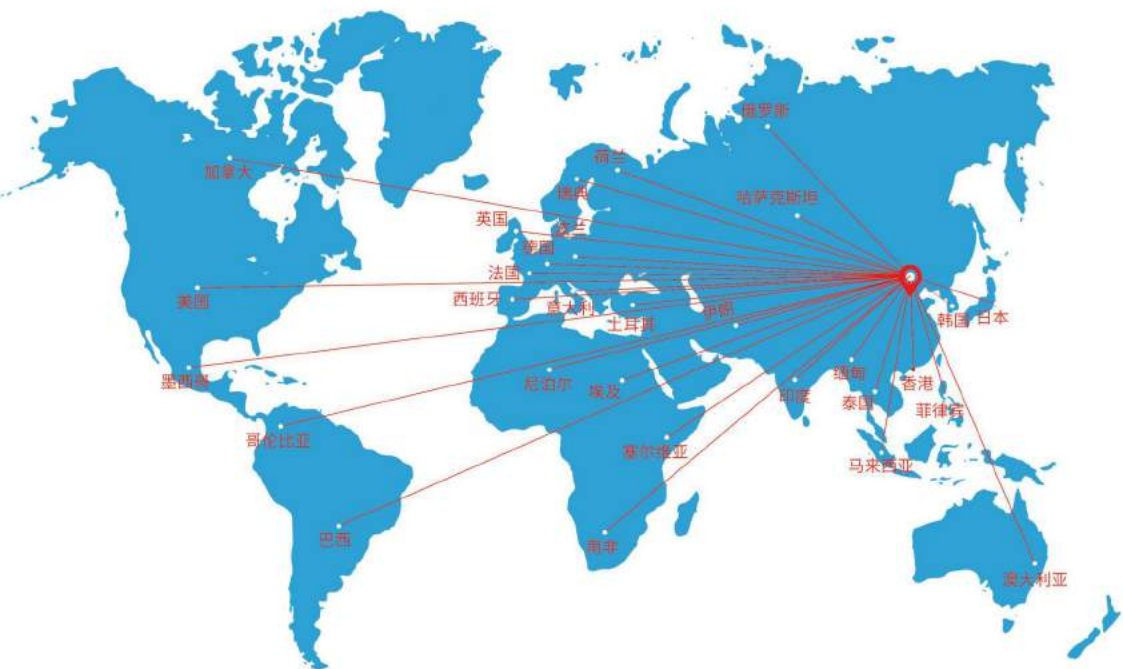 俄罗斯
荷兰
加拿大
瑞典
哈萨克斯坦
英国
波兰
德国
法国
美国
西班牙
意大利
伊朗
土耳其
韩国
日本
墨西哥
尼泊尔
埃及
印度
缅甸
香港
泰国
菲律宾
哥伦比亚
塞尔维亚
马来西亚
巴西
南非
澳大利亚